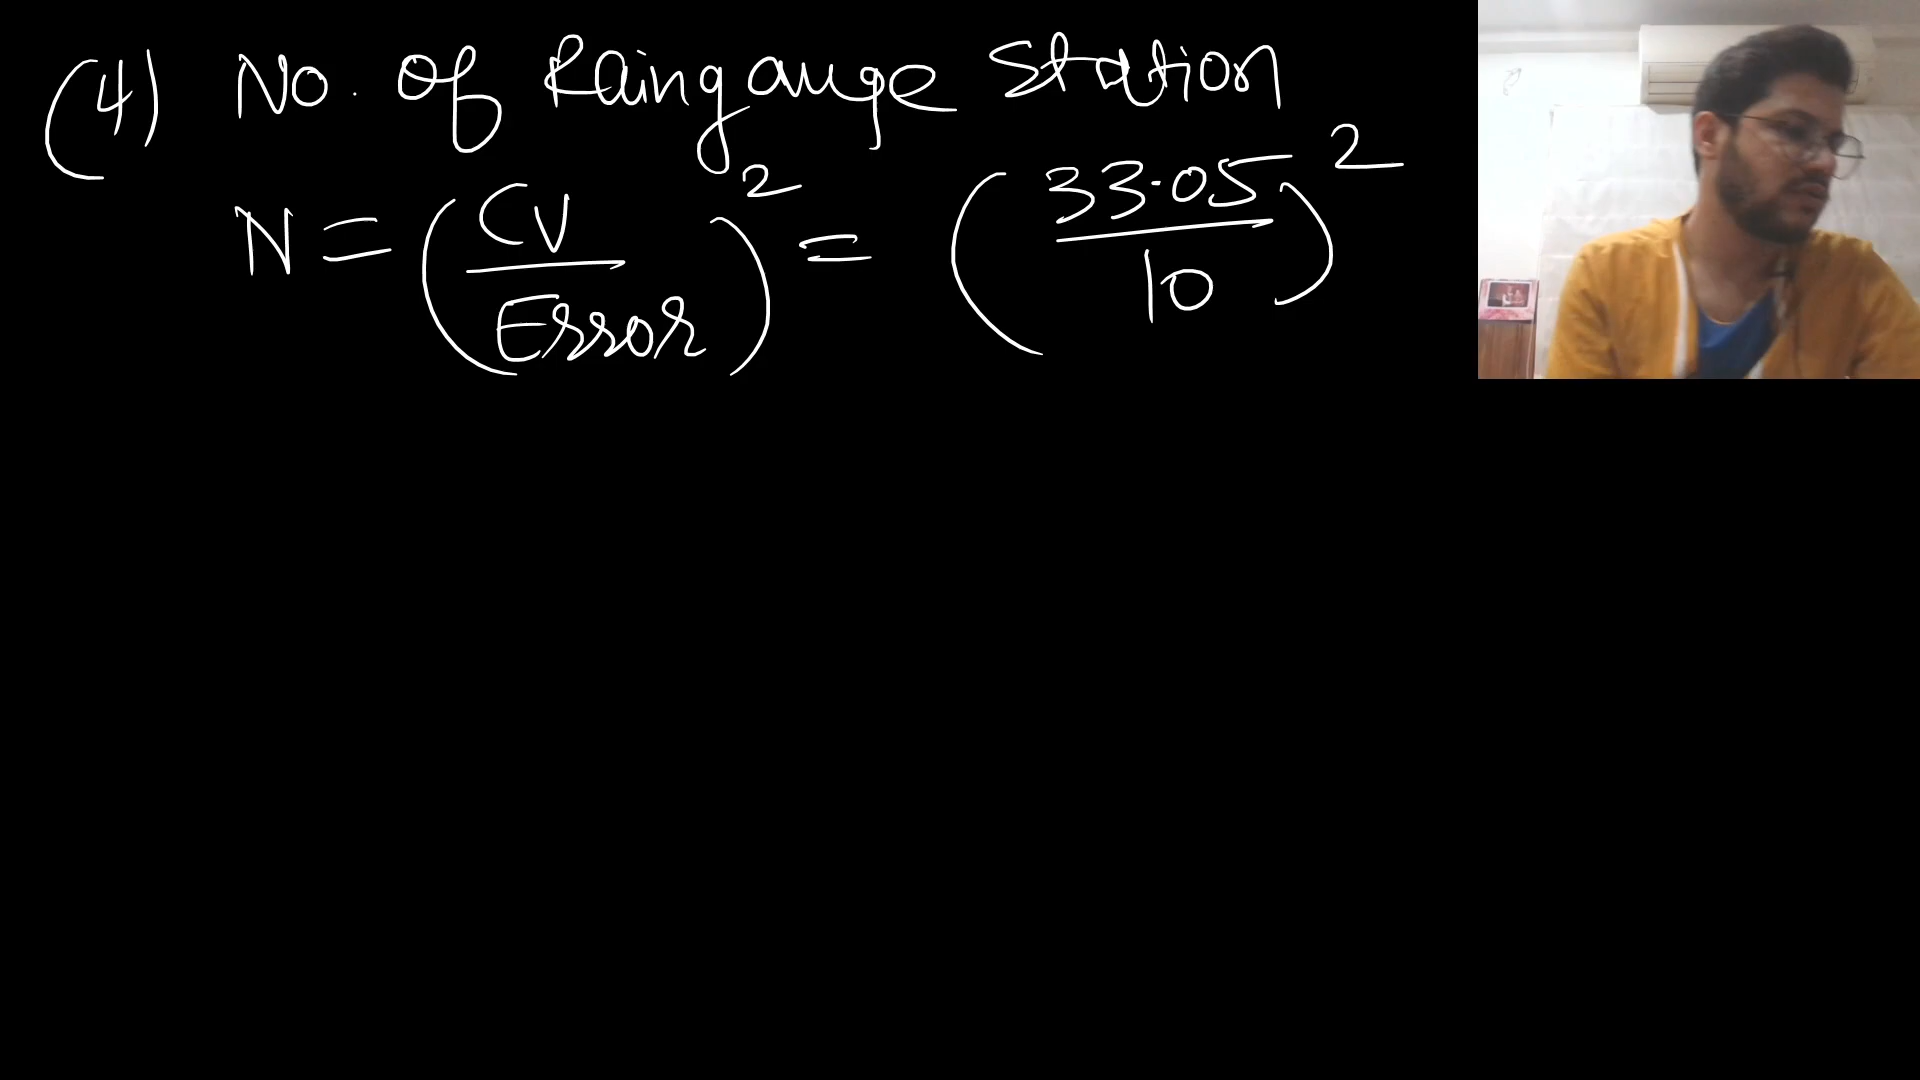 (4) No. of Raingauge Station
N = (CV / Error)² = (33.05 / 10)²